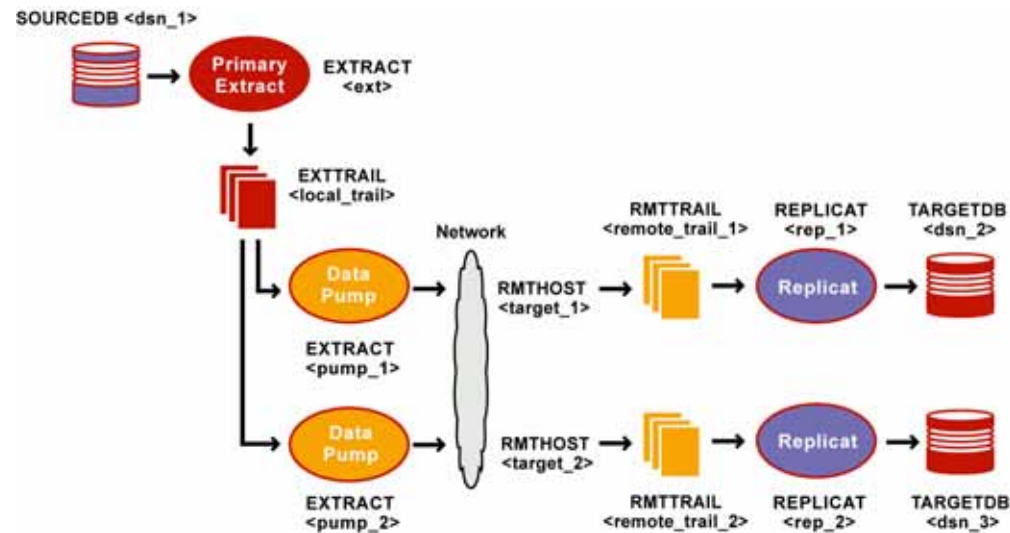 SOURCEDB <dsn_1>
Primary
Extract
EXTRACT
<ext>
EXTTRAIL
<local_trail>
Network
Data
Pump
EXTRACT
<pump_1>
RMTHOST
<target_1>
RMTTRAIL
<remote_trail_1>
REPLICAT
<rep_1>
Replicat
TARGETDB
<dsn_2>
Data
Pump
EXTRACT
<pump_2>
RMTHOST
<target_2>
RMTTRAIL
<remote_trail_2>
Replicat
REPLICAT
<rep_2>
TARGETDB
<dsn_3>